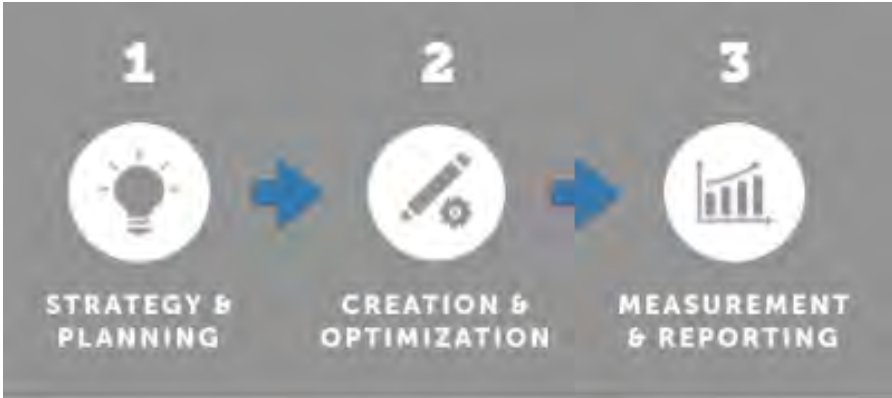 1
STRATEGY &
PLANNING
2
CREATION &
OPTIMIZATION
3
MEASUREMENT
& REPORTING